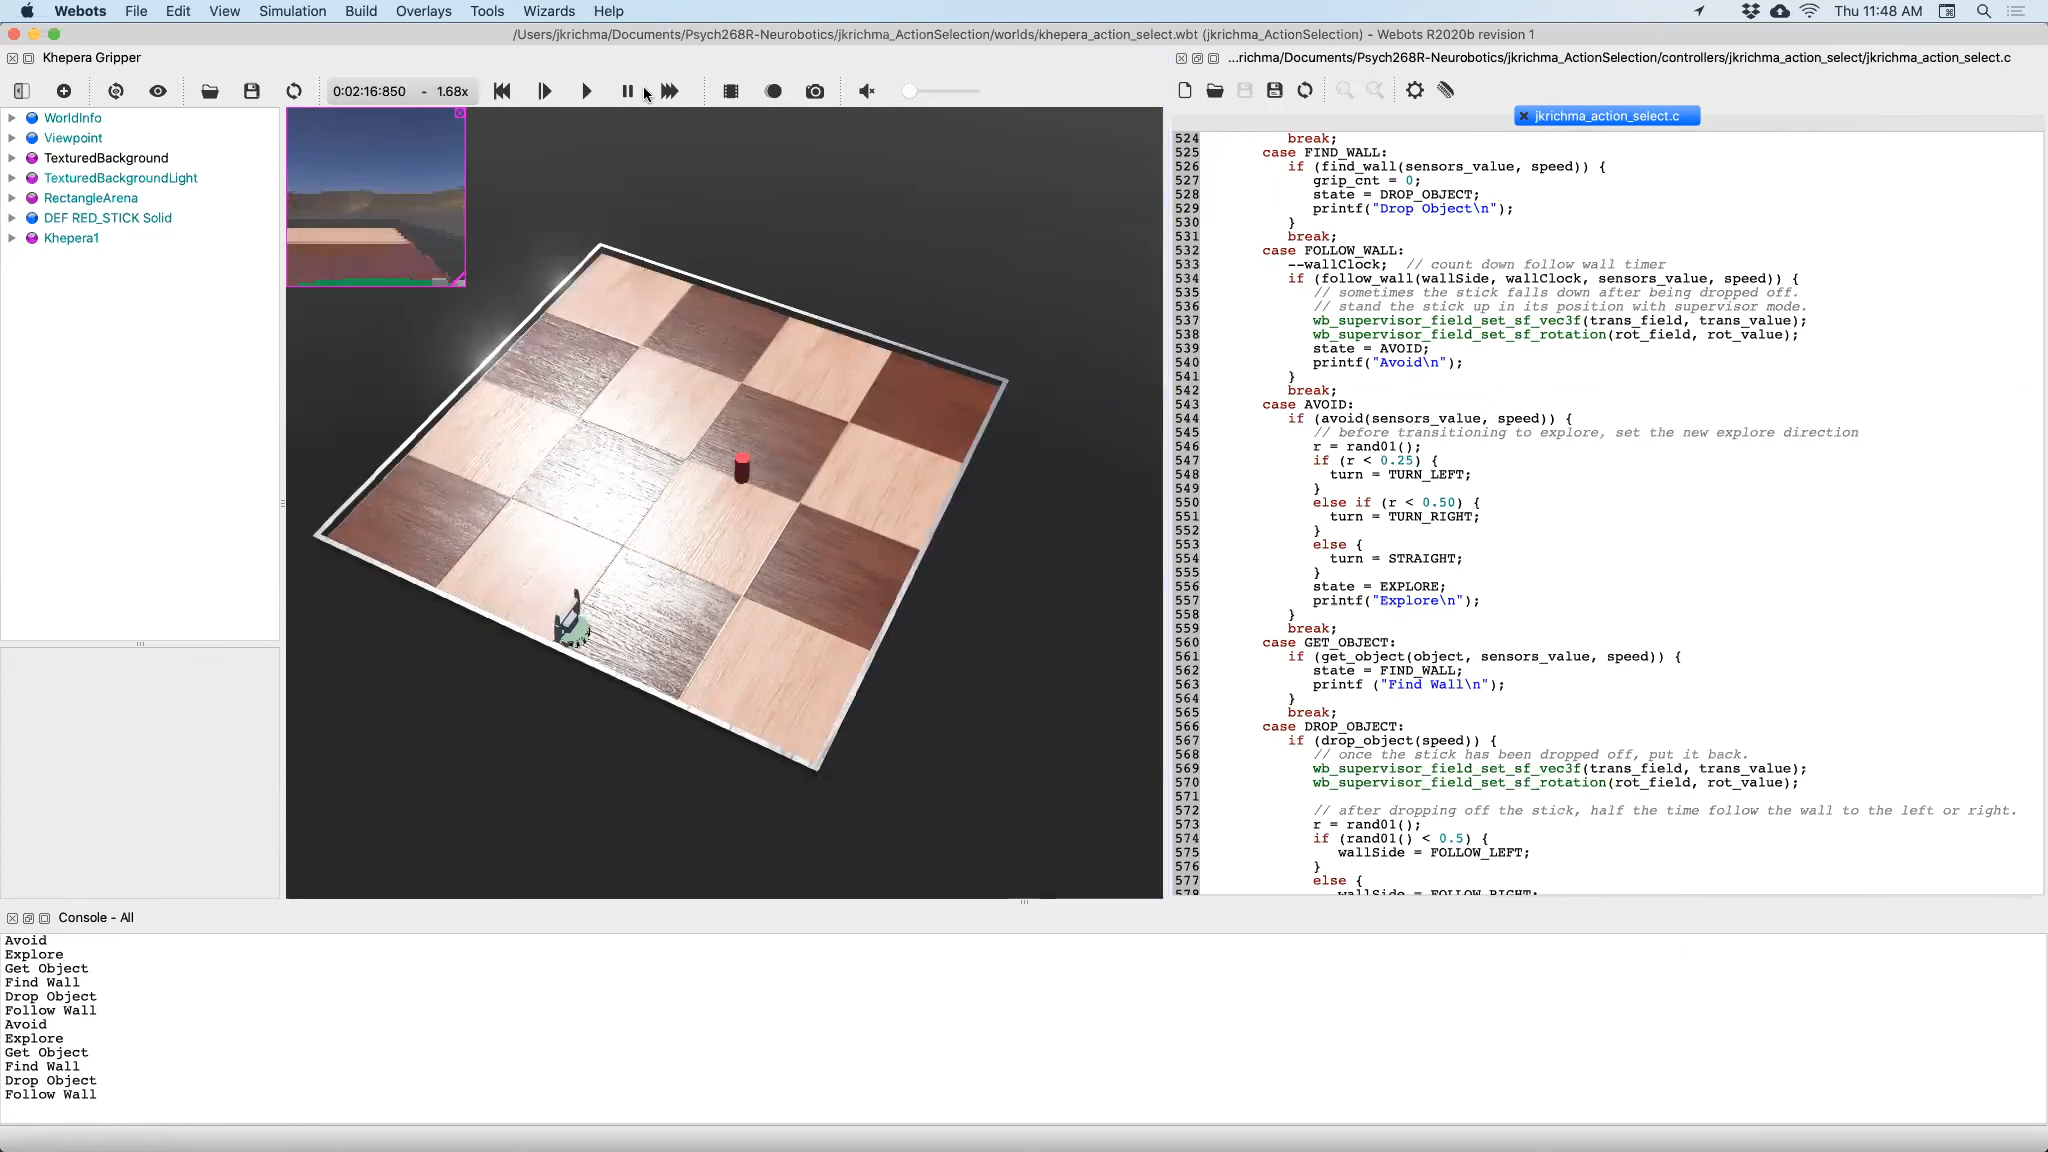 Webots File Edit View Simulation Build Overlays Tools Wizards Help
Thu 11:48 AM
/Users/jkrichma/Documents/Psych268R-Neurobotics/jkrichma_ActionSelection/worlds/khepera_action_select.wbt (jkrichma_ActionSelection) - Webots R2020b revision 1
Khepera Gripper
...richma/Documents/Psych268R-Neurobotics/jkrichma_ActionSelection/controllers/jkrichma_action_select/jkrichma_action_select.c
0:02:16:850 - 1.68x
jkrichma_action_select.c
WorldInfo
Viewpoint
TexturedBackground
TexturedBackgroundLight
RectangleArena
DEF RED_STICK Solid
Khepera1
524 break;
525 case FIND_WALL:
526 if (find_wall(sensors_value, speed)) {
527 grip_cnt = 0;
528 state = DROP_OBJECT;
529 printf("Drop Object\n");
530 }
531 break;
532 case FOLLOW_WALL:
533 --wallClock; // count down follow wall timer
534 if (follow_wall(wallSide, wallClock, sensors_value, speed)) {
535 // sometimes the stick falls down after being dropped off.
536 // stand the stick up in its position with supervisor mode.
537 wb_supervisor_field_set_sf_vec3f(trans_field, trans_value);
538 wb_supervisor_field_set_sf_rotation(rot_field, rot_value);
539 state = AVOID;
540 printf("Avoid\n");
541 }
542 break;
543 case AVOID:
544 if (avoid(sensors_value, speed)) {
545 // before transitioning to explore, set the new explore direction
546 r = rand01();
547 if (r < 0.25) {
548 turn = TURN_LEFT;
549 }
550 else if (r < 0.50) {
551 turn = TURN_RIGHT;
552 }
553 else {
554 turn = STRAIGHT;
555 }
556 state = EXPLORE;
557 printf("Explore\n");
558 }
559 break;
560 case GET_OBJECT:
561 if (get_object(object, sensors_value, speed)) {
562 state = FIND_WALL;
563 printf ("Find Wall\n");
564 }
565 break;
566 case DROP_OBJECT:
567 if (drop_object(speed)) {
568 // once the stick has been dropped off, put it back.
569 wb_supervisor_field_set_sf_vec3f(trans_field, trans_value);
570 wb_supervisor_field_set_sf_rotation(rot_field, rot_value);
571
572 // after dropping off the stick, half the time follow the wall to the left or right.
573 r = rand01();
574 if (rand01() < 0.5) {
575 wallSide = FOLLOW_LEFT;
576 }
577 else {
578 wallSide = FOLLOW_RIGHT;
Console - All
Avoid
Explore
Get Object
Find Wall
Drop Object
Follow Wall
Avoid
Explore
Get Object
Find Wall
Drop Object
Follow Wall